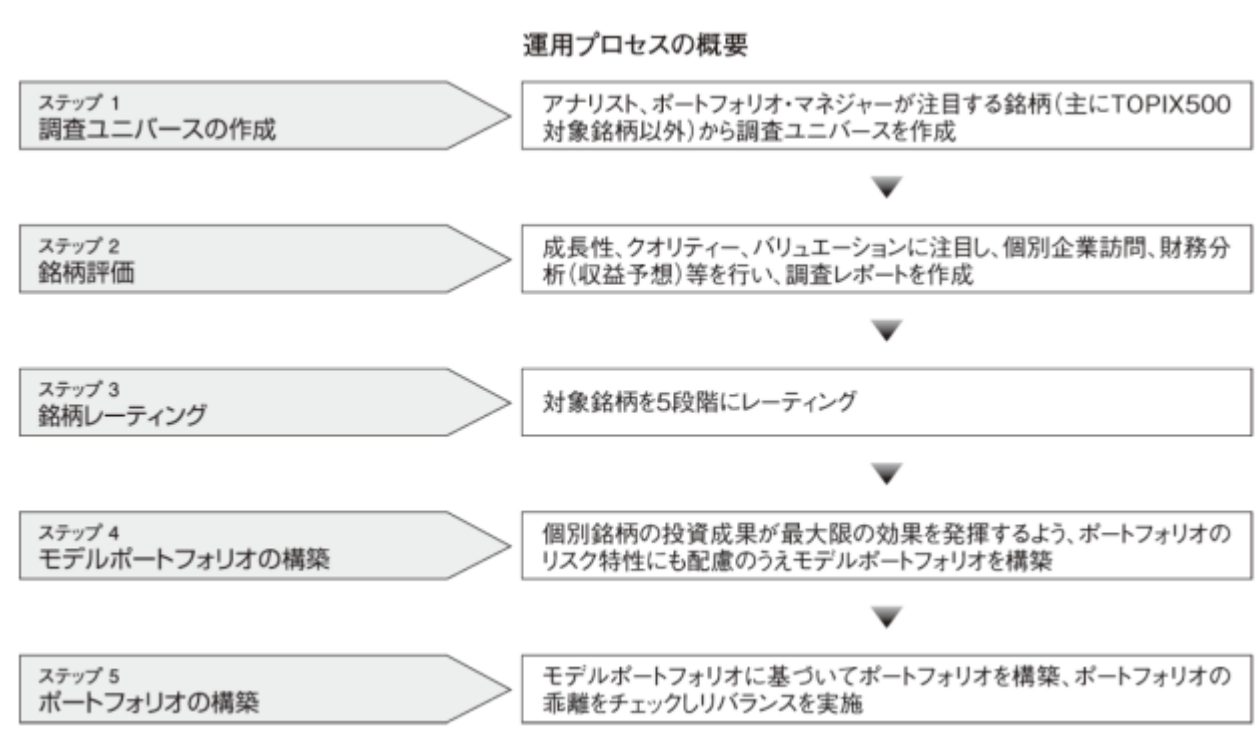 運用プロセスの概要
ステップ 1
調査ユニバースの作成
アナリスト、ポートフォリオ・マネジャーが注目する銘柄(主にTOPIX500
対象銘柄以外)から調査ユニバースを作成
ステップ 2
銘柄評価
成長性、クオリティー、バリュエーションに注目し、個別企業訪問、財務分
析(収益予想)等を行い、調査レポートを作成
ステップ 3
銘柄レーティング
対象銘柄を5段階にレーティング
ステップ 4
モデルポートフォリオの構築
個別銘柄の投資成果が最大限の効果を発揮するよう、ポートフォリオの
リスク特性にも配慮のうえモデルポートフォリオを構築
ステップ 5
ポートフォリオの構築
モデルポートフォリオに基づいてポートフォリオを構築、ポートフォリオの
乖離をチェックしリバランスを実施